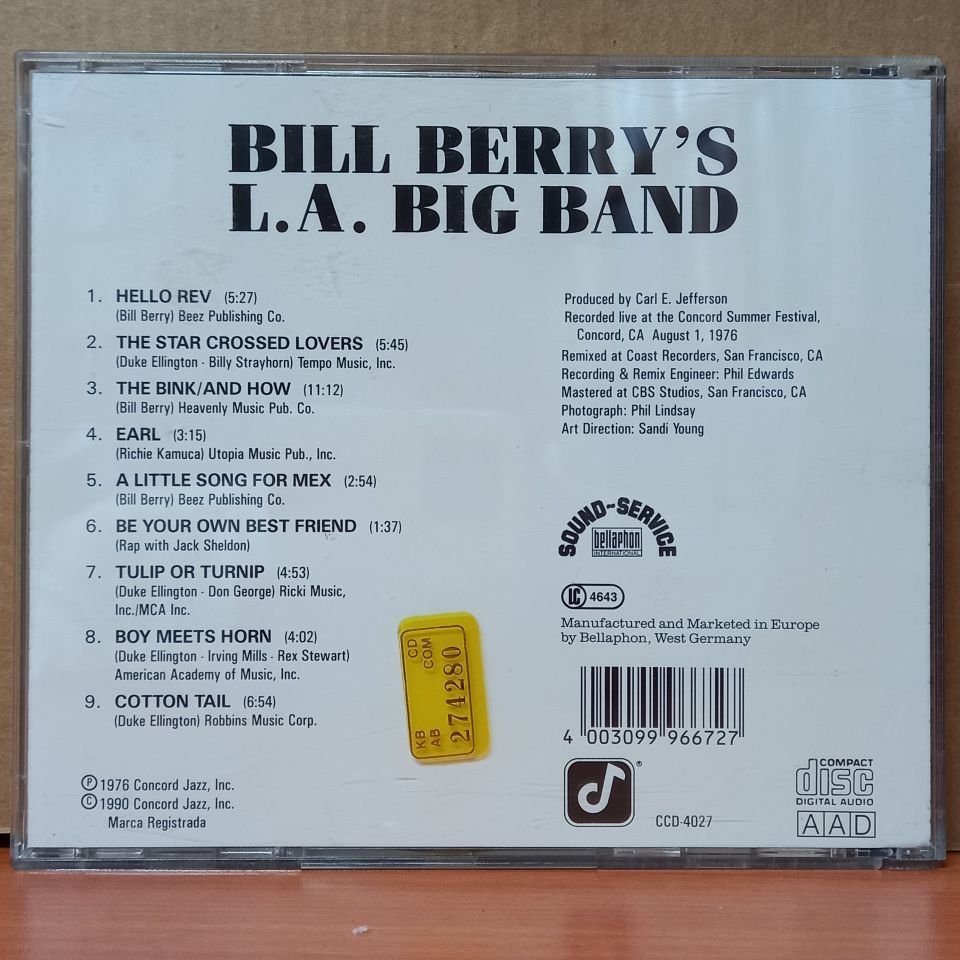 BILL BERRY'S
L.A. BIG BAND
1. HELLO REV (5:27)
(Bill Berry) Beez Publishing Co.
2. THE STAR CROSSED LOVERS (5:45)
(Duke Ellington · Billy Strayhorn) Tempo Music, Inc.
3. THE BINK/AND HOW (11:12)
(Bill Berry) Heavenly Music Pub. Co.
4. EARL (3:15)
(Richie Kamuca) Utopia Music Pub., Inc.
5. A LITTLE SONG FOR MEX (2:54)
(Bill Berry) Beez Publishing Co.
6. BE YOUR OWN BEST FRIEND (1:37)
(Rap with Jack Sheldon)
7. TULIP OR TURNIP (4:53)
(Duke Ellington · Don George) Ricki Music,
Inc./MCA Inc.
8. BOY MEETS HORN (4:02)
(Duke Ellington · Irving Mills · Rex Stewart)
American Academy of Music, Inc.
9. COTTON TAIL (6:54)
(Duke Ellington) Robbins Music Corp.
Ⓟ 1976 Concord Jazz, Inc.
© 1990 Concord Jazz, Inc.
Marca Registrada
Produced by Carl E. Jefferson
Recorded live at the Concord Summer Festival,
Concord, CA August 1, 1976
Remixed at Coast Recorders, San Francisco, CA
Recording & Remix Engineer: Phil Edwards
Mastered at CBS Studios, San Francisco, CA
Photograph: Phil Lindsay
Art Direction: Sandi Young
SOUND-SERVICE
bellaphon
INTERNATIONAL
LC 4643
Manufactured and Marketed in Europe
by Bellaphon, West Germany
4 003099 966727
®
CCD-4027
COMPACT
disc
DIGITAL AUDIO
AAD
KB CD
AB COM
274280